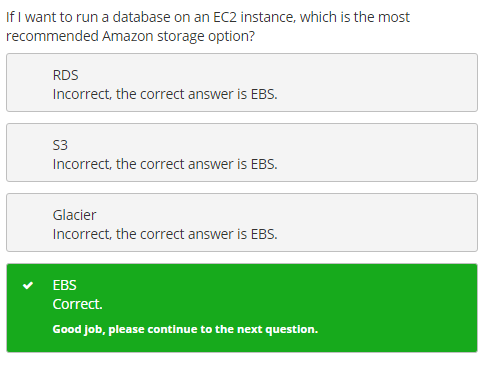 If I want to run a database on an EC2 instance, which is the most
recommended Amazon storage option?
RDS
Incorrect, the correct answer is EBS.
S3
Incorrect, the correct answer is EBS.
Glacier
Incorrect, the correct answer is EBS.
EBS
Correct.
Good job, please continue to the next question.